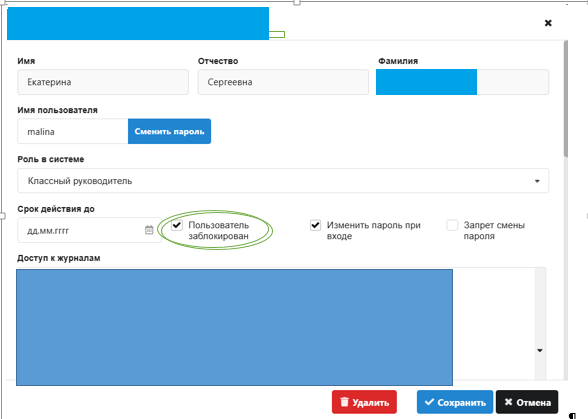 Имя Отчество Фамилия
Екатерина Сергеевна
Имя пользователя
malina Сменить пароль
Роль в системе
Классный руководитель
Срок действия до
дд.мм.гггг Пользователь заблокирован Изменить пароль при входе Запрет смены пароля
Доступ к журналам
Удалить Сохранить Отмена